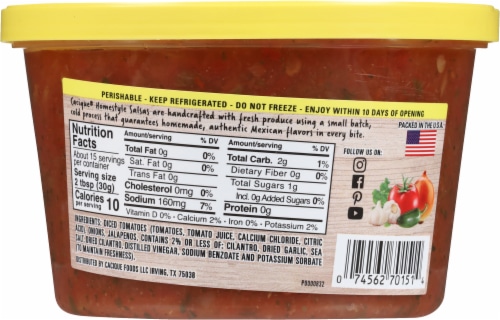 PERISHABLE - KEEP REFRIGERATED - DO NOT FREEZE - ENJOY WITHIN 10 DAYS OF OPENING
Cacique® Homestyle Salsas are handcrafted with fresh produce using a small batch,
cold process that guarantees homemade, authentic Mexican flavors in every bite.
PACKED IN THE U.S.A.
Nutrition
Facts
About 15 servings
per container
Serving size
2 tbsp (30g)
Calories
per serving
10
Amount/serving % DV
Total Fat 0g 0%
Sat. Fat 0g 0%
Trans Fat 0g
Cholesterol 0mg 0%
Sodium 160mg 7%
Amount/serving % DV
Total Carb. 2g 1%
Dietary Fiber 0g 0%
Total Sugars 1g
Incl. 0g Added Sugars 0%
Protein 0g
Vitamin D 0% • Calcium 2% • Iron 0% • Potassium 2%
FOLLOW US ON:
INGREDIENTS: DICED TOMATOES (TOMATOES, TOMATO JUICE, CALCIUM CHLORIDE, CITRIC
ACID), ONIONS, JALAPENOS, CONTAINS 2% OR LESS OF: CILANTRO, DRIED GARLIC, SEA
SALT, DRIED CILANTRO, DISTILLED VINEGAR, SODIUM BENZOATE AND POTASSIUM SORBATE
(TO MAINTAIN FRESHNESS).
DISTRIBUTED BY CACIQUE FOODS LLC IRVING, TX 75038
P0000832
0 74562 70151 4